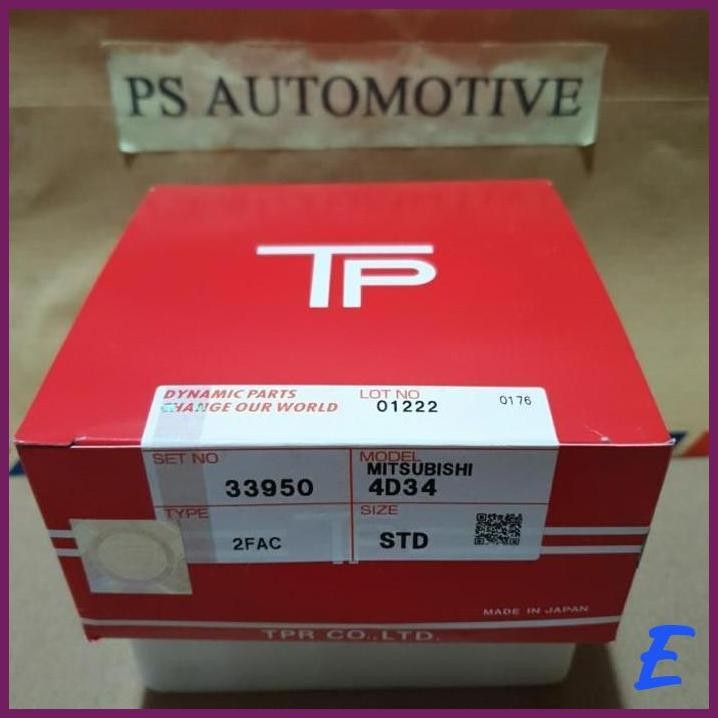 PS AUTOMOTIVE
TP
DYNAMIC PARTS
CHANGE OUR WORLD
LOT NO
01222
0176
SET NO
33950
MODEL
MITSUBISHI
4D34
TYPE
2FAC
SIZE
STD
MADE IN JAPAN
TPR CO.,LTD.
E